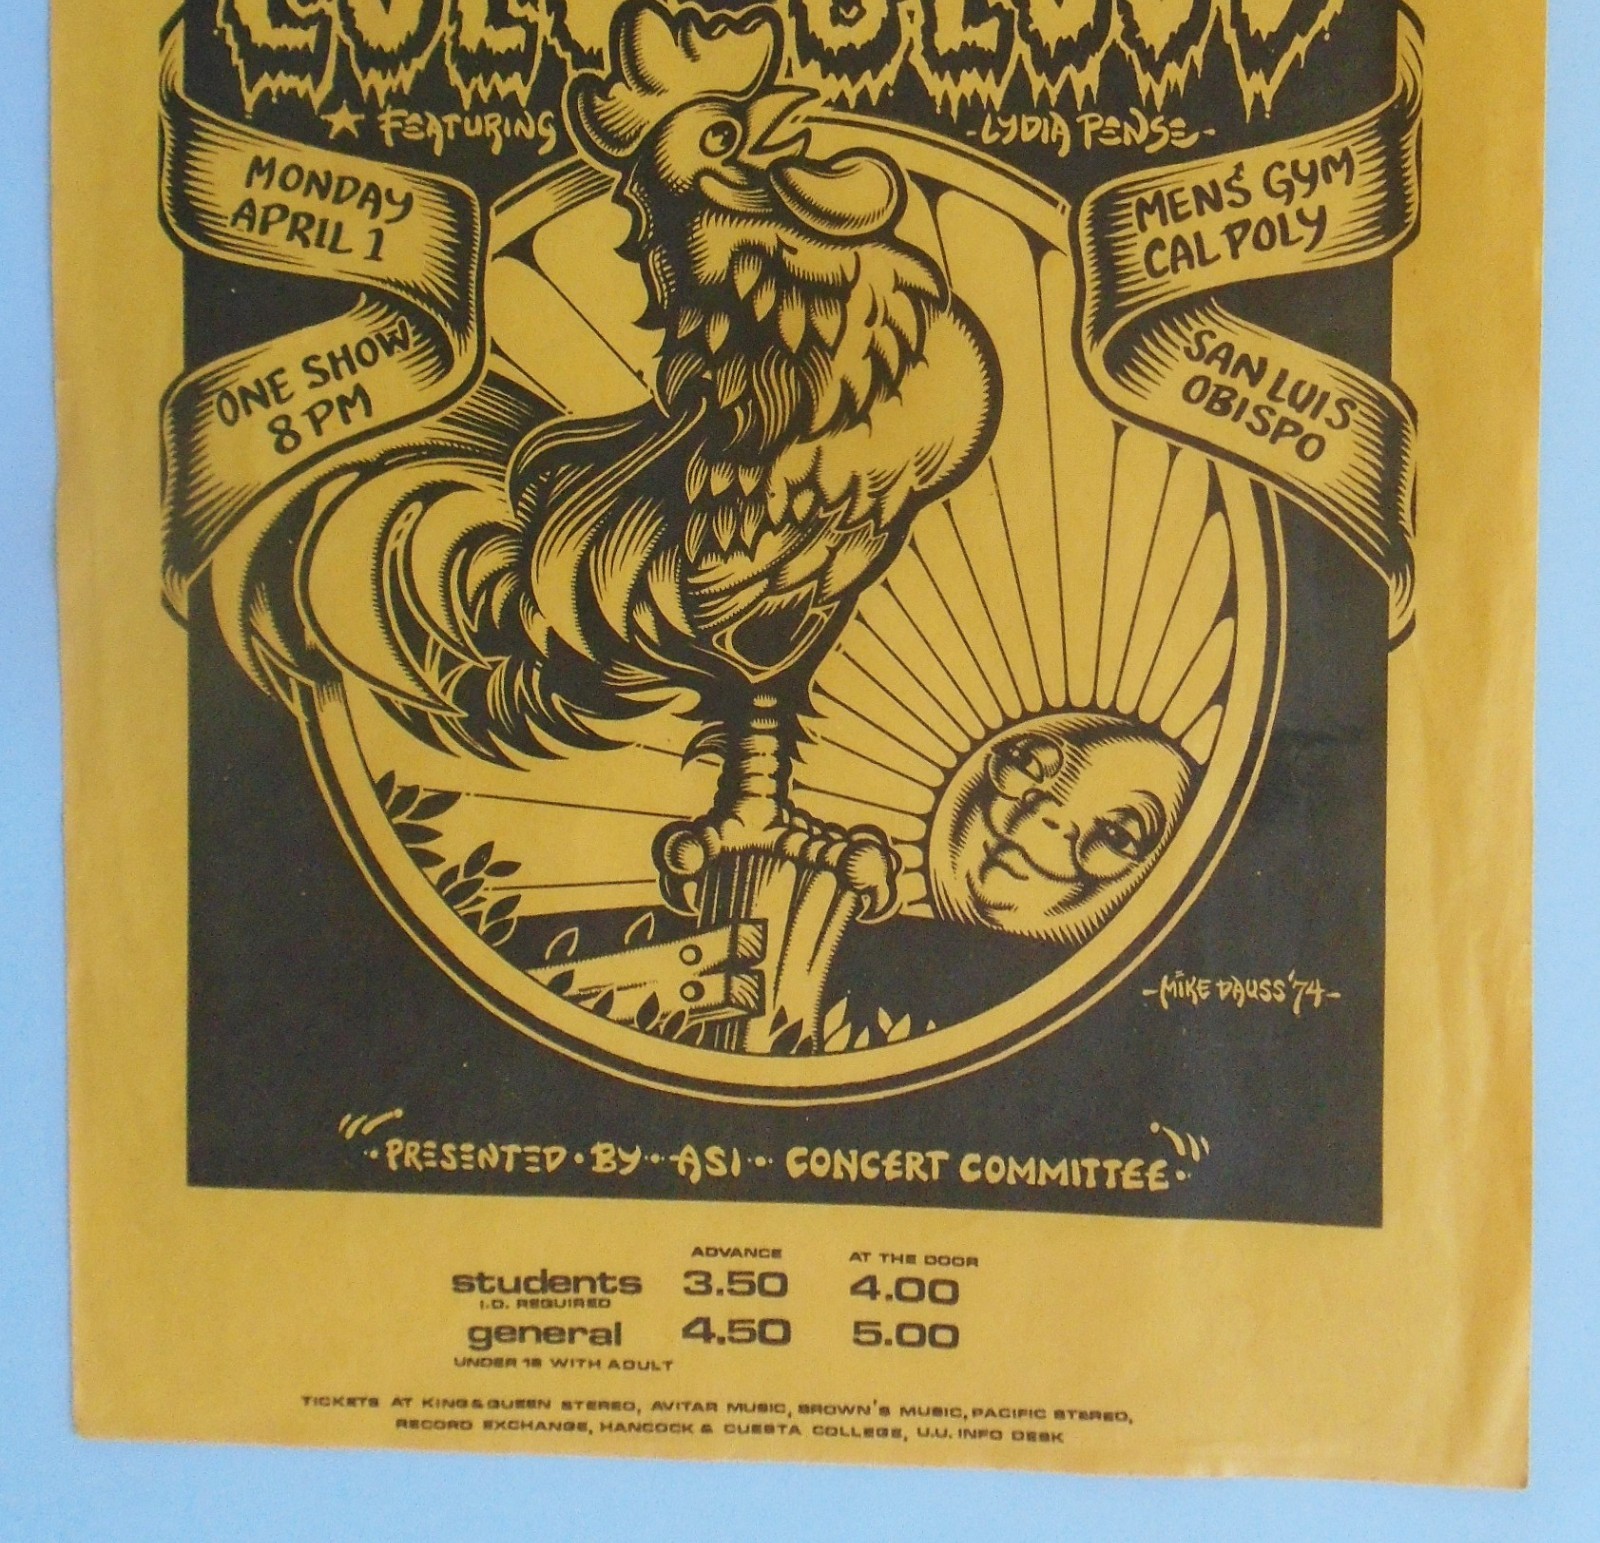 COLD BLOOD
FEATURING
-LYDIA PENSE-
MONDAY
APRIL 1
ONE SHOW
8 PM
MENS' GYM
CAL POLY
SAN LUIS
OBISPO
-MIKE DAUSS '74-
PRESENTED · BY · ASI · CONCERT COMMITTEE
ADVANCE AT THE DOOR
students 3.50 4.00
I.D. REQUIRED
general 4.50 5.00
UNDER 18 WITH ADULT
TICKETS AT KING & QUEEN STEREO, AVITAR MUSIC, BROWN'S MUSIC, PACIFIC STEREO,
RECORD EXCHANGE, HANCOCK & CUESTA COLLEGE, U.U. INFO DESK